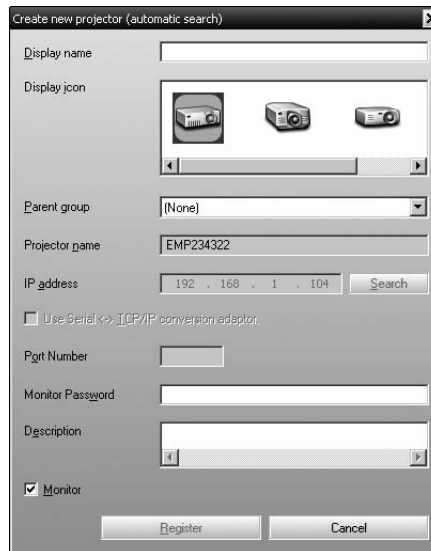 Create new projector (automatic search)
Display name
Display icon
Parent group (None)
Projector name EMP234322
IP address 192 . 168 . 1 . 104 Search
Use Serial <-> TCP/IP conversion adaptor.
Port Number
Monitor Password
Description
Monitor
Register Cancel